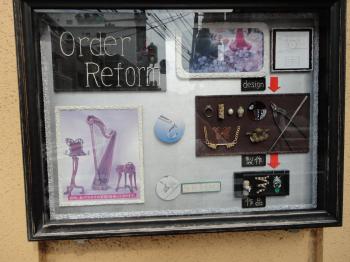 Order
Reform
design
製作
作品